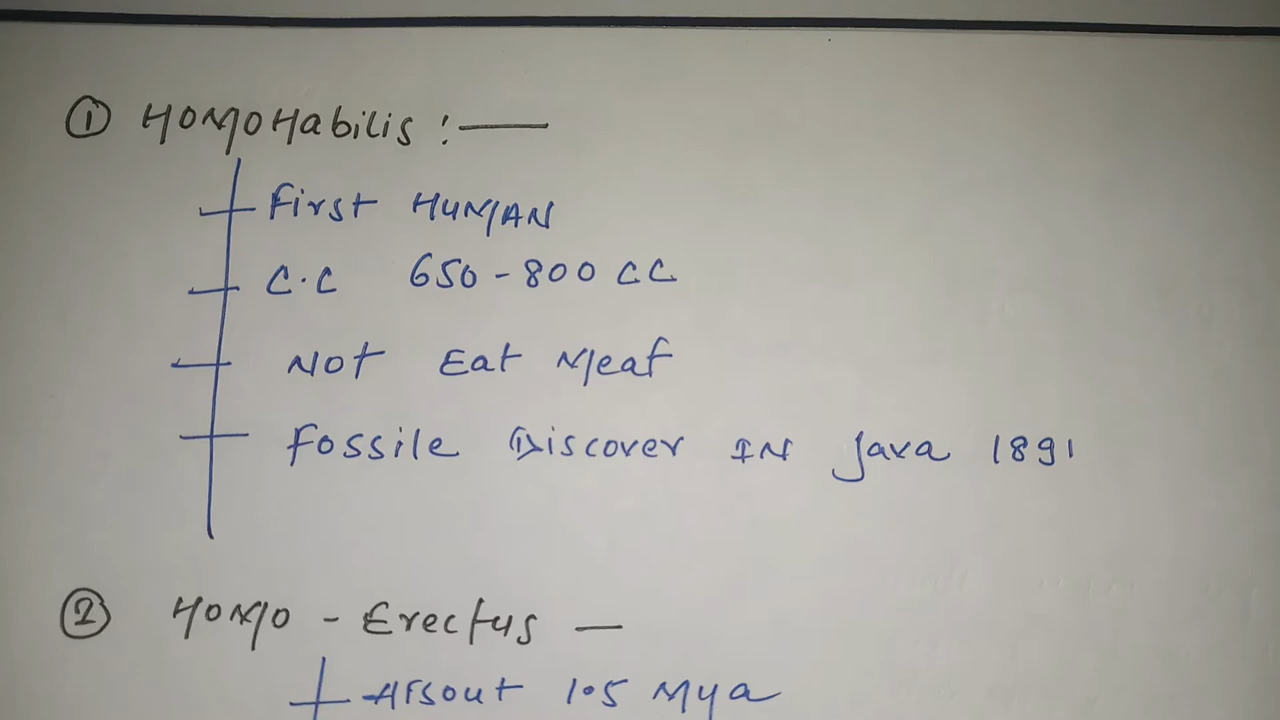 ① HOMOHabilis :—
First HUMAN
C.C 650-800 CC
Not Eat Meat
Fossile Discover IN Java 1891
② Homo - Erectus —
About 1.5 Mya